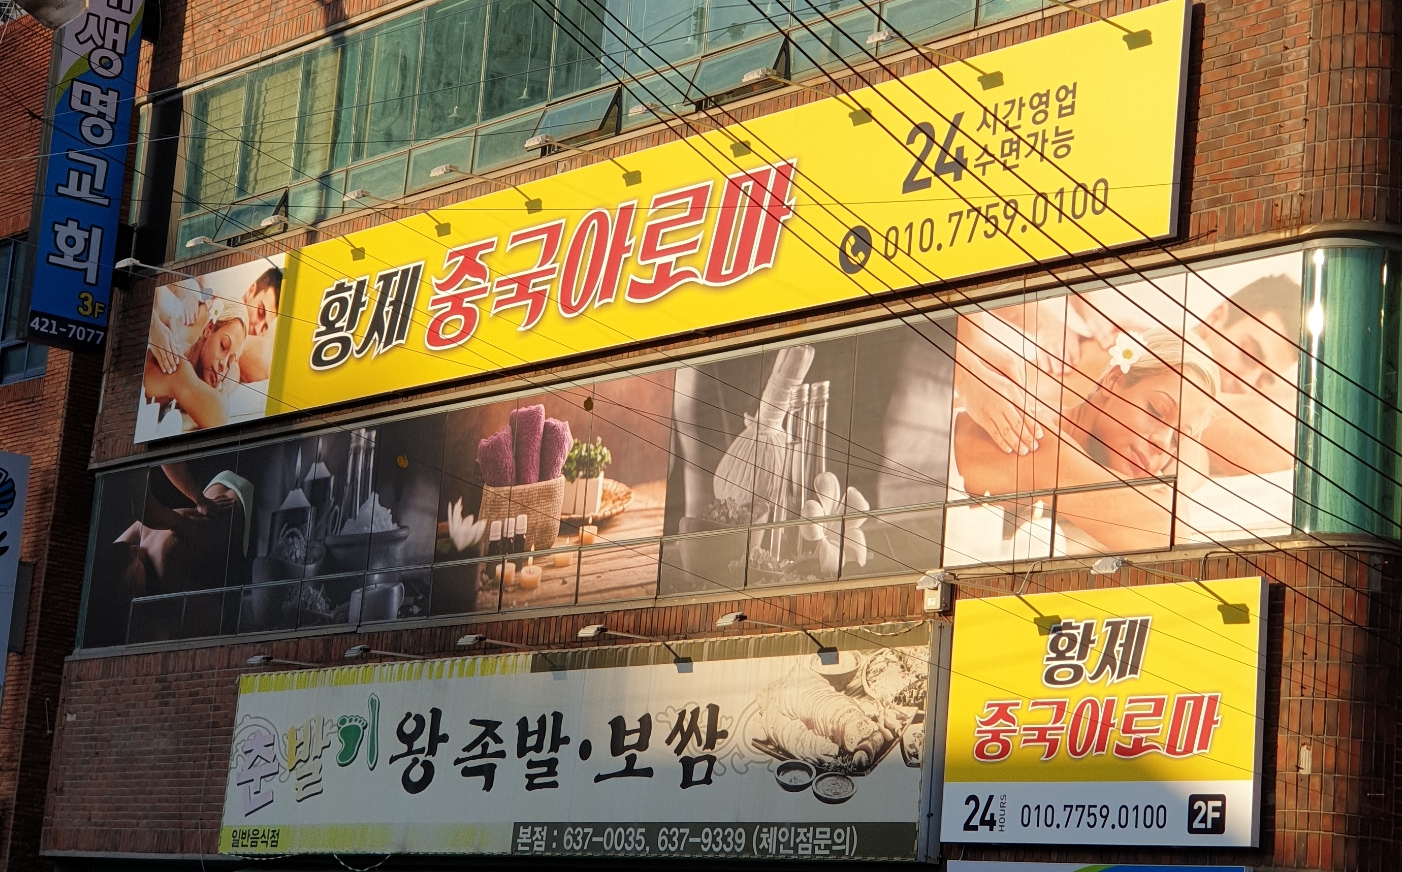 생명교회
3F
421-7077
황제 중국아로마
24 시간영업
수면가능
010.7759.0100
춘발이 왕족발·보쌈
일반음식점
본점 : 637-0035, 637-9339 (체인점문의)
황제
중국아로마
24 HOURS 010.7759.0100 2F